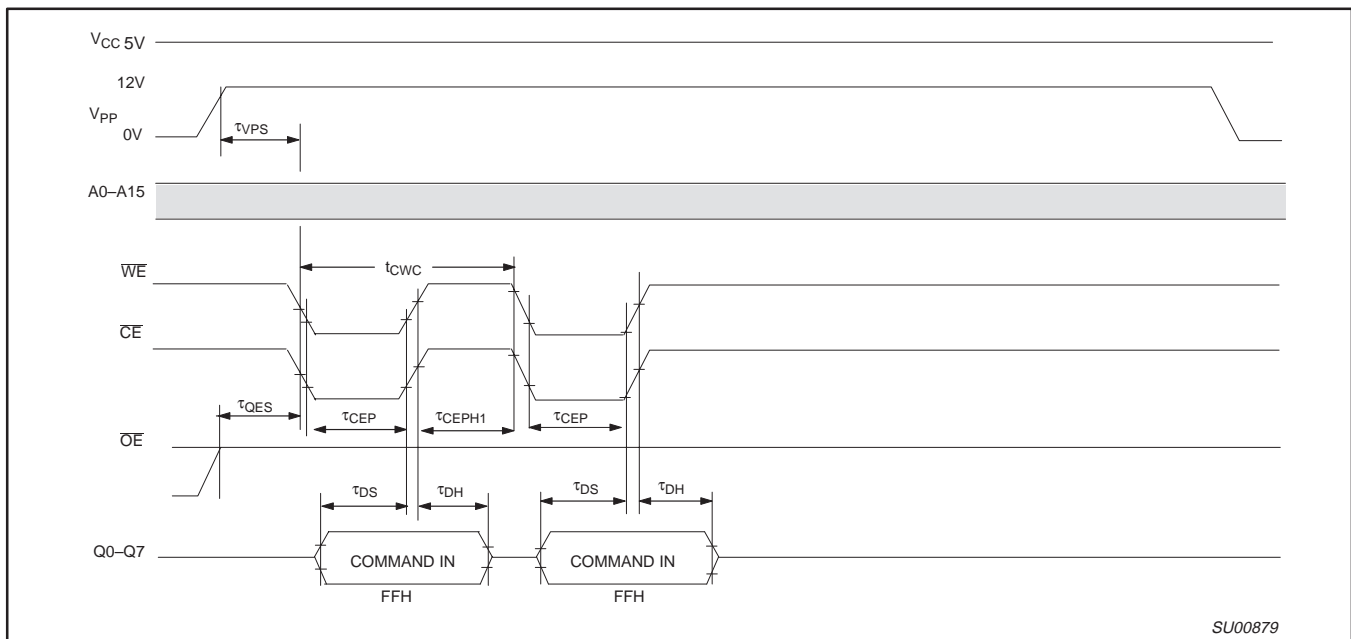 VCC 5V
12V
VPP
0V
τVPS
A0–A15
tCWC
WE
CE
τOES
τCEP
τCEPH1
τCEP
OE
τDS
τDH
τDS
τDH
Q0–Q7
COMMAND IN
COMMAND IN
FFH
FFH
SU00879